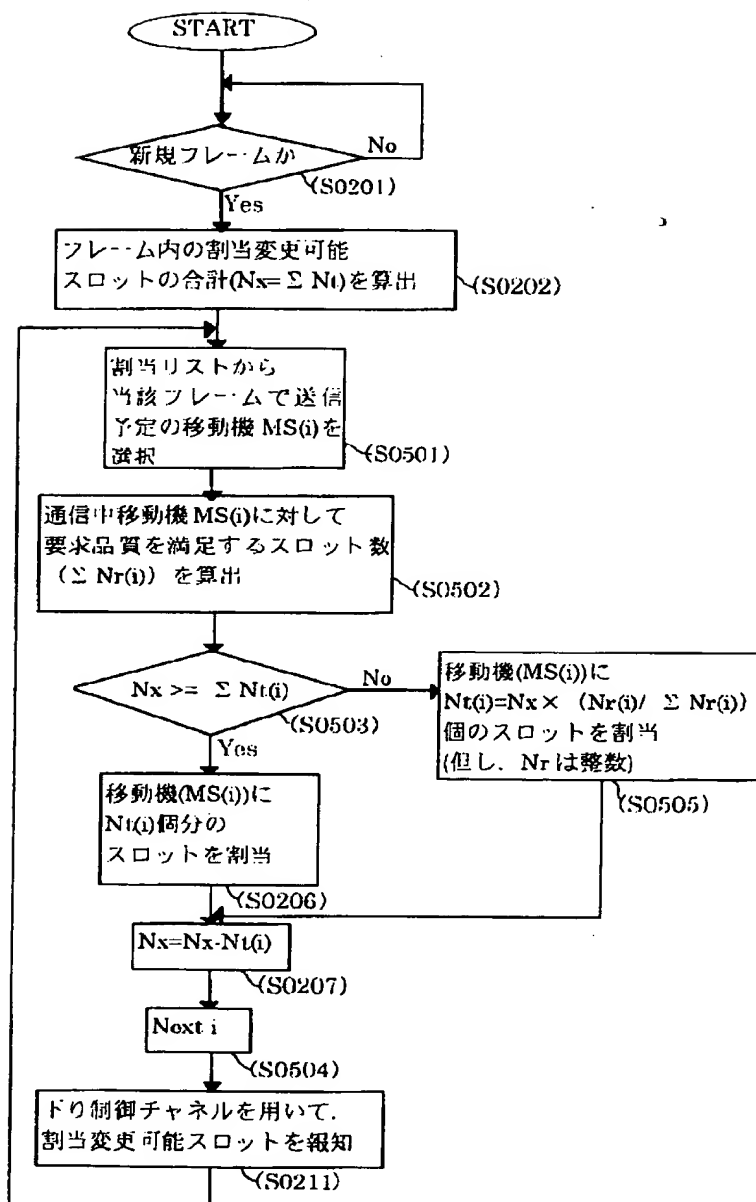 START
新規フレームか
No
(S0201)
Yes
フレーム内の割当変更可能
スロットの合計(Nx=Σ Nt)を算出
(S0202)
割当リストから
当該フレームで送信
予定の移動機 MS(i)を
選択
(S0501)
通信中移動機 MS(i)に対して
要求品質を満足するスロット数
(Σ Nr(i)) を算出
(S0502)
Nx >= Σ Nt(i)
No
(S0503)
Yes
移動機(MS(i))に
Nt(i)=Nx× (Nr(i)/ Σ Nr(i))
個のスロットを割当
(但し、Nrは整数)
(S0505)
移動機(MS(i))に
Nt(i)個分の
スロットを割当
(S0206)
Nx=Nx-Nt(i)
(S0207)
Next i
(S0504)
下り制御チャネルを用いて、
割当変更可能スロットを報知
(S0211)